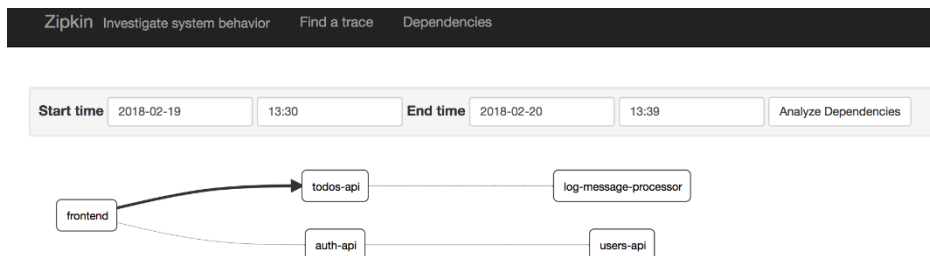 Zipkin Investigate system behavior Find a trace Dependencies
Start time 2018-02-19 13:30 End time 2018-02-20 13:39 Analyze Dependencies
todos-api log-message-processor
frontend
auth-api users-api